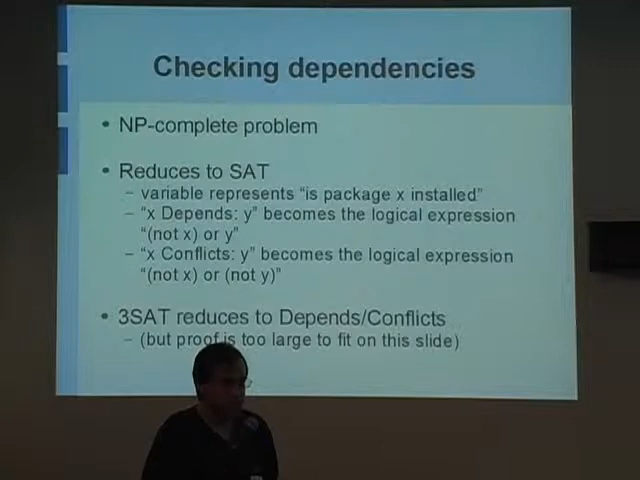 Checking dependencies
• NP-complete problem
• Reduces to SAT
– variable represents "is package x installed"
– "x Depends: y" becomes the logical expression
"(not x) or y"
– "x Conflicts: y" becomes the logical expression
"(not x) or (not y)"
• 3SAT reduces to Depends/Conflicts
– (but proof is too large to fit on this slide)